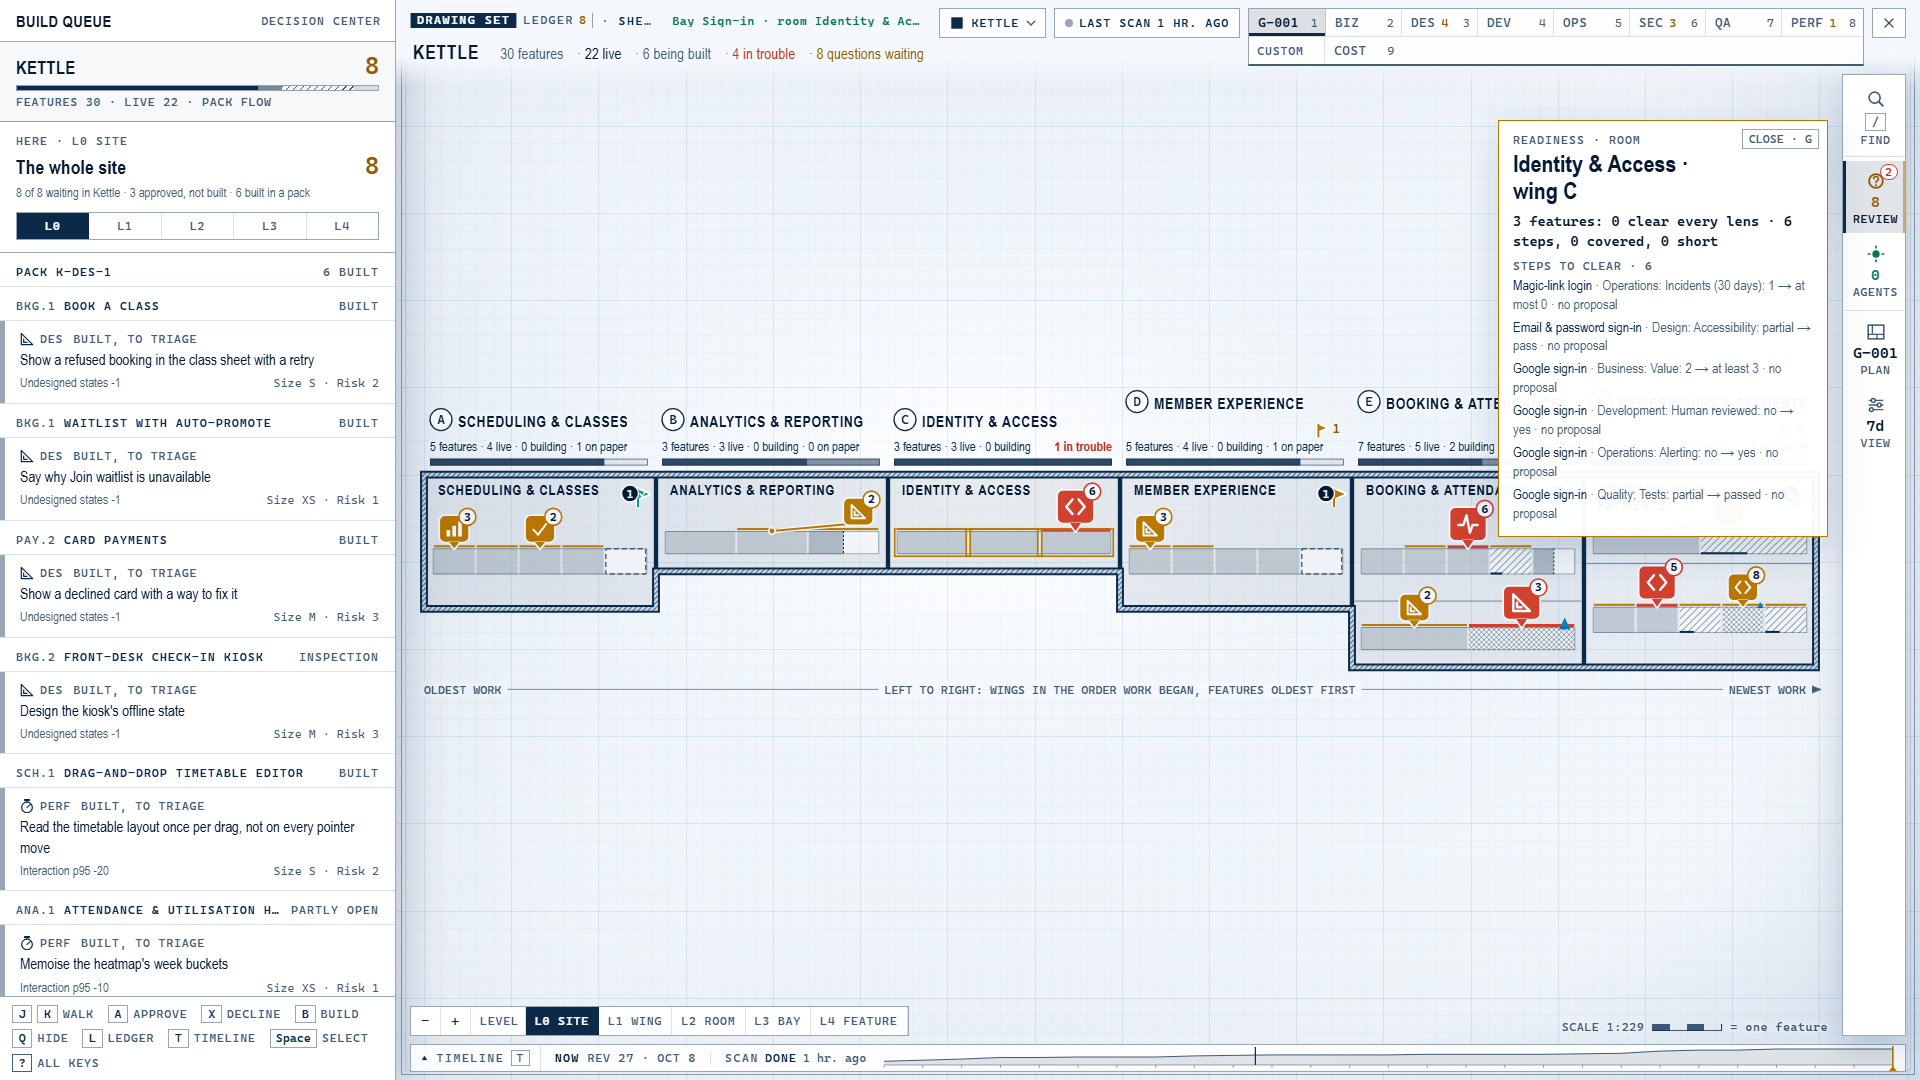 BUILD QUEUE DECISION CENTER
KETTLE 8
FEATURES 30 · LIVE 22 · PACK FLOW
HERE · L0 SITE
The whole site 8
8 of 8 waiting in Kettle · 3 approved, not built · 6 built in a pack
L0 L1 L2 L3 L4
PACK K-DES-1 6 BUILT
BKG.1 BOOK A CLASS BUILT
DES BUILT, TO TRIAGE
Show a refused booking in the class sheet with a retry
Undesigned states -1 Size S · Risk 2
BKG.1 WAITLIST WITH AUTO-PROMOTE BUILT
DES BUILT, TO TRIAGE
Say why Join waitlist is unavailable
Undesigned states -1 Size XS · Risk 1
PAY.2 CARD PAYMENTS BUILT
DES BUILT, TO TRIAGE
Show a declined card with a way to fix it
Undesigned states -1 Size M · Risk 3
BKG.2 FRONT-DESK CHECK-IN KIOSK INSPECTION
DES BUILT, TO TRIAGE
Design the kiosk's offline state
Undesigned states -1 Size M · Risk 3
SCH.1 DRAG-AND-DROP TIMETABLE EDITOR BUILT
PERF BUILT, TO TRIAGE
Read the timetable layout once per drag, not on every pointer
move
Interaction p95 -20 Size S · Risk 2
ANA.1 ATTENDANCE & UTILISATION H… PARTLY OPEN
PERF BUILT, TO TRIAGE
Memoise the heatmap's week buckets
Interaction p95 -10 Size XS · Risk 1
J K WALK A APPROVE X DECLINE B BUILD
Q HIDE L LEDGER T TIMELINE Space SELECT
? ALL KEYS
DRAWING SET LEDGER 8 · SHE… Bay Sign-in · room Identity & Ac…
KETTLE LAST SCAN 1 HR. AGO
G-001 1 BIZ 2 DES 4 3 DEV 4 OPS 5 SEC 3 6 QA 7 PERF 1 8
CUSTOM COST 9
KETTLE 30 features · 22 live · 6 being built · 4 in trouble · 8 questions waiting
READINESS · ROOM CLOSE · G
Identity & Access ·
wing C
3 features: 0 clear every lens · 6
steps, 0 covered, 0 short
STEPS TO CLEAR · 6
Magic-link login · Operations: Incidents (30 days): 1 → at
most 0 · no proposal
Email & password sign-in · Design: Accessibility: partial →
pass · no proposal
Google sign-in · Business: Value: 2 → at least 3 · no
proposal
Google sign-in · Development: Human reviewed: no →
yes · no proposal
Google sign-in · Operations: Alerting: no → yes · no
proposal
Google sign-in · Quality: Tests: partial → passed · no
proposal
/
FIND
2
8
REVIEW
0
AGENTS
G-001
PLAN
7d
VIEW
A SCHEDULING & CLASSES
5 features · 4 live · 0 building · 1 on paper
B ANALYTICS & REPORTING
3 features · 3 live · 0 building · 0 on paper
C IDENTITY & ACCESS
3 features · 3 live · 0 building 1 in trouble
D MEMBER EXPERIENCE
1
5 features · 4 live · 0 building · 1 on paper
E BOOKING & ATTE
7 features · 5 live · 2 building
SCHEDULING & CLASSES 1
3 2
ANALYTICS & REPORTING
2
IDENTITY & ACCESS
6
MEMBER EXPERIENCE 1
3
BOOKING & ATTENDA
6
2 3
5 8
OLDEST WORK LEFT TO RIGHT: WINGS IN THE ORDER WORK BEGAN, FEATURES OLDEST FIRST NEWEST WORK
− + LEVEL L0 SITE L1 WING L2 ROOM L3 BAY L4 FEATURE
SCALE 1:229 = one feature
TIMELINE T NOW REV 27 · OCT 8 SCAN DONE 1 hr. ago